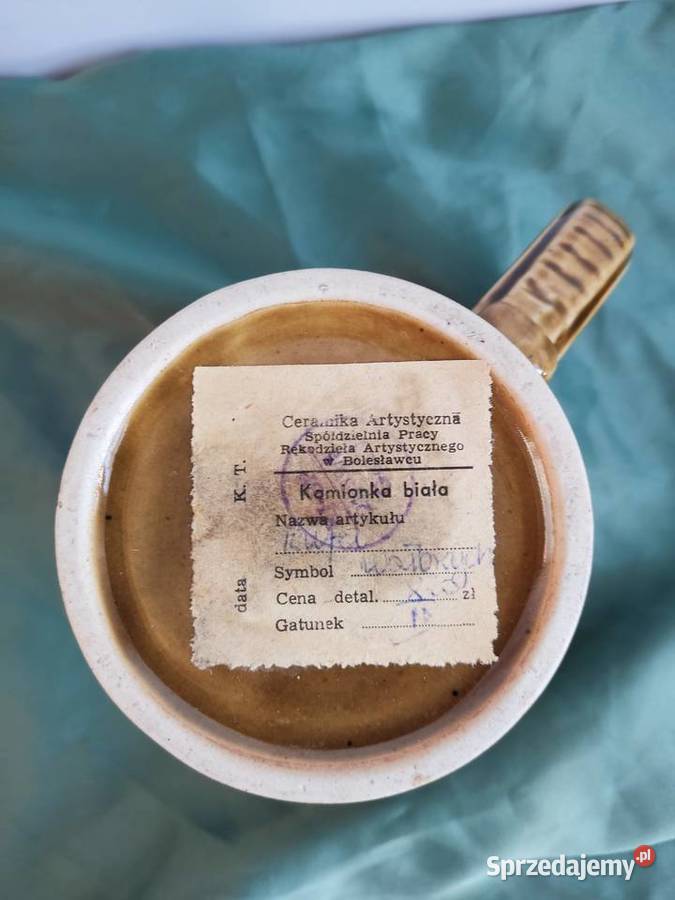 Ceramika Artystyczna
Spółdzielnia Pracy
Rękodzieła Artystycznego
w Bolesławcu
Kamionka biała
Nazwa artykułu
Symbol
Cena detal. zł
Gatunek II
K. T.
data
Sprzedajemy.pl